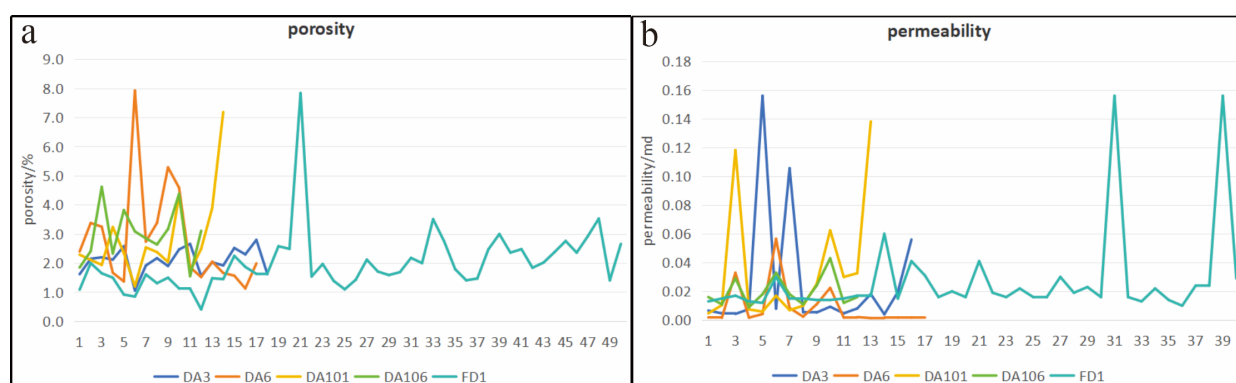 a
porosity
porosity/%
9.0
8.0
7.0
6.0
5.0
4.0
3.0
2.0
1.0
0.0
1 3 5 7 9 11 13 15 17 19 21 23 25 27 29 31 33 35 37 39 41 43 45 47 49
DA3 DA6 DA101 DA106 FD1
b
permeability
permeability/md
0.18
0.16
0.14
0.12
0.10
0.08
0.06
0.04
0.02
0.00
1 3 5 7 9 11 13 15 17 19 21 23 25 27 29 31 33 35 37 39
DA3 DA6 DA101 DA106 FD1